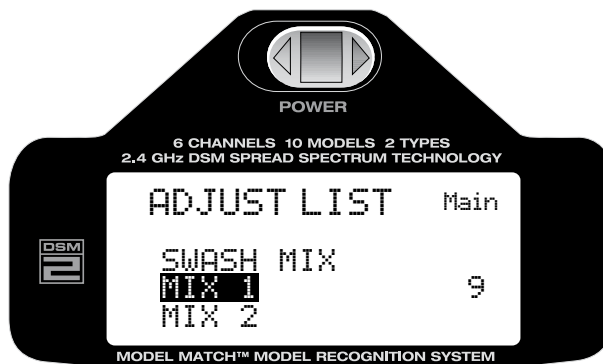 POWER
6 CHANNELS 10 MODELS 2 TYPES
2.4 GHz DSM SPREAD SPECTRUM TECHNOLOGY
ADJUST LIST Main
DSM
2
SWASH MIX
MIX 1 9
MIX 2
MODEL MATCH™ MODEL RECOGNITION SYSTEM